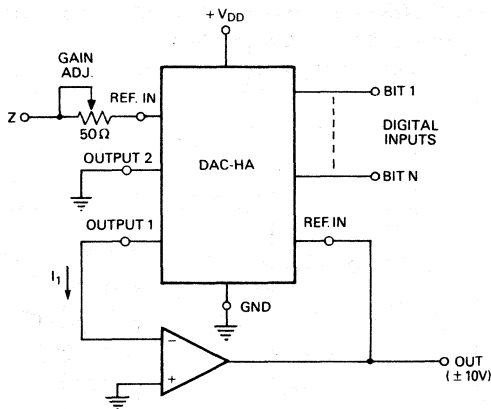 + VDD
GAIN
ADJ.
REF. IN
Z
50Ω
BIT 1
DIGITAL
INPUTS
OUTPUT 2
DAC-HA
BIT N
OUTPUT 1
REF. IN
I1
GND
−
+
OUT
(± 10V)